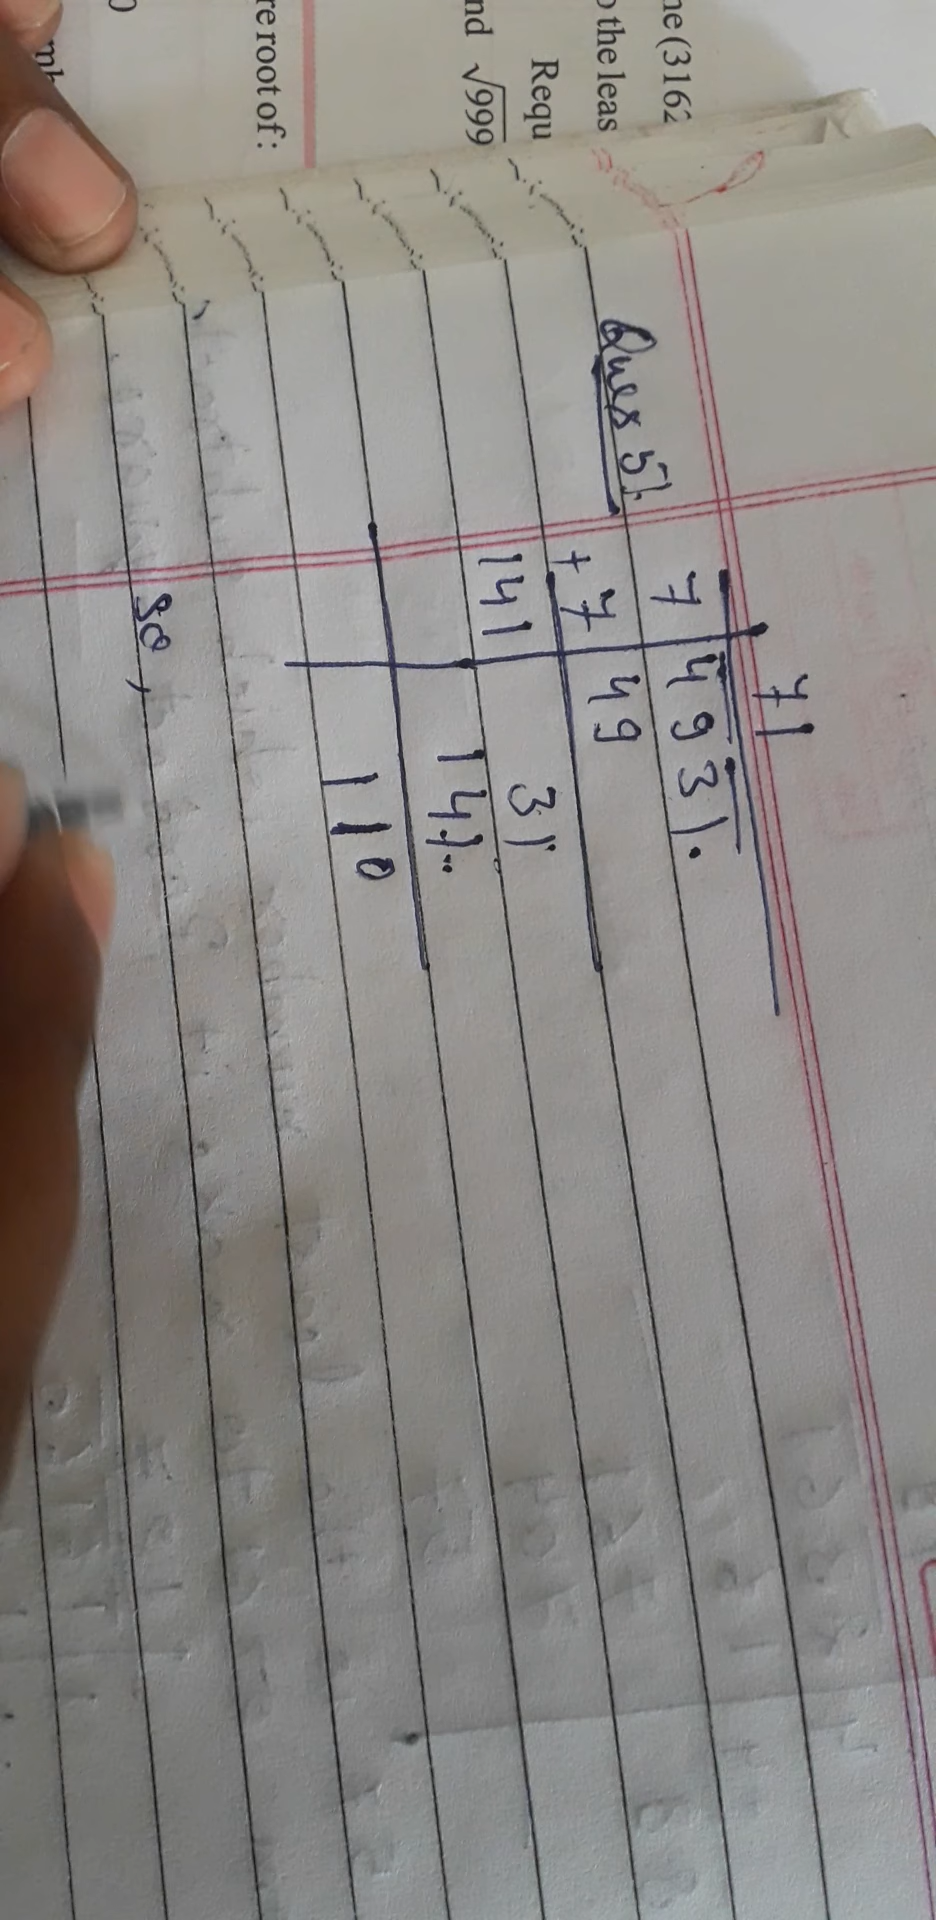 ne (3162
o the leas
Requ
nd √999
re root of :
Ques 5).
71
7 4931.
+7 49
141 31
141..
110
so,